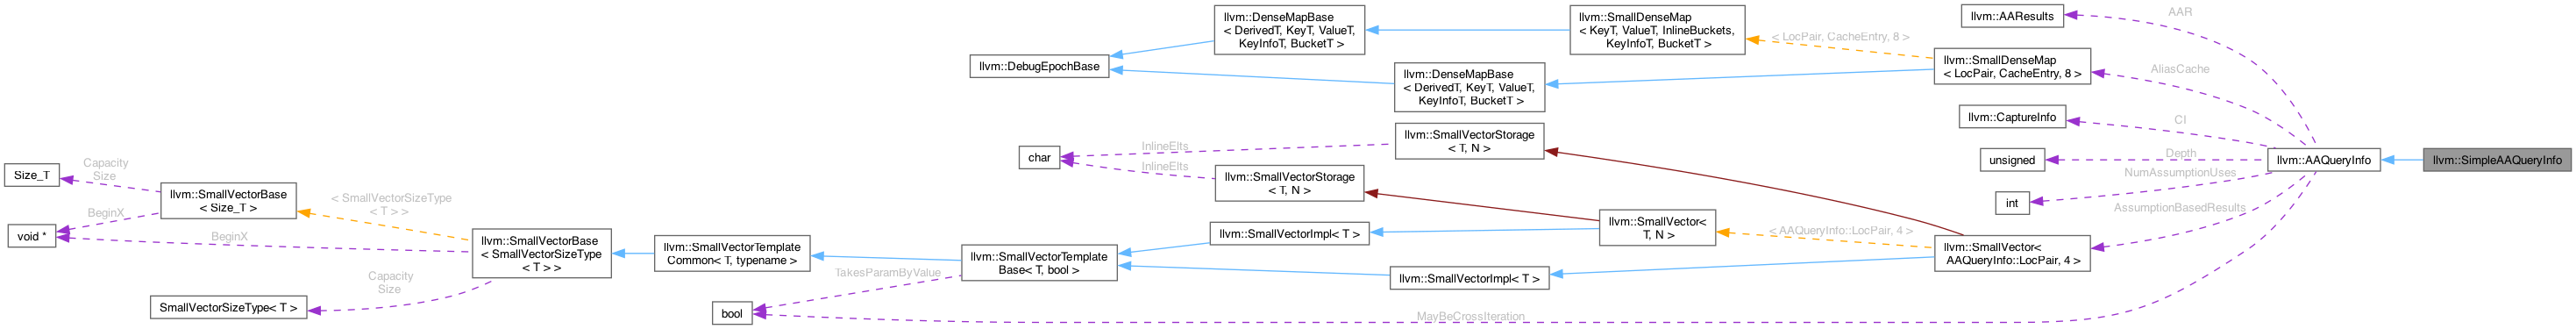 llvm::DenseMapBase
< DerivedT, KeyT, ValueT,
KeyInfoT, BucketT >
llvm::SmallDenseMap
< KeyT, ValueT, InlineBuckets,
KeyInfoT, BucketT >
llvm::AAResults
AAR
< LocPair, CacheEntry, 8 >
llvm::DebugEpochBase
llvm::SmallDenseMap
< LocPair, CacheEntry, 8 >
AliasCache
llvm::DenseMapBase
< DerivedT, KeyT, ValueT,
KeyInfoT, BucketT >
llvm::CaptureInfo
CI
llvm::SmallVectorStorage
< T, N >
char
InlineElts
InlineElts
unsigned
Depth
llvm::AAQueryInfo
llvm::SimpleAAQueryInfo
Size_T
Capacity
Size
llvm::SmallVectorStorage
< T, N >
NumAssumptionUses
int
llvm::SmallVectorBase
< Size_T >
< SmallVectorSizeType
< T > >
AssumptionBasedResults
BeginX
void *
BeginX
llvm::SmallVectorBase
< SmallVectorSizeType
< T > >
llvm::SmallVectorTemplate
Common< T, typename >
llvm::SmallVectorTemplate
Base< T, bool >
llvm::SmallVectorImpl< T >
llvm::SmallVector<
T, N >
< AAQueryInfo::LocPair, 4 >
llvm::SmallVector<
AAQueryInfo::LocPair, 4 >
Capacity
Size
TakesParamByValue
llvm::SmallVectorImpl< T >
SmallVectorSizeType< T >
bool
MayBeCrossIteration